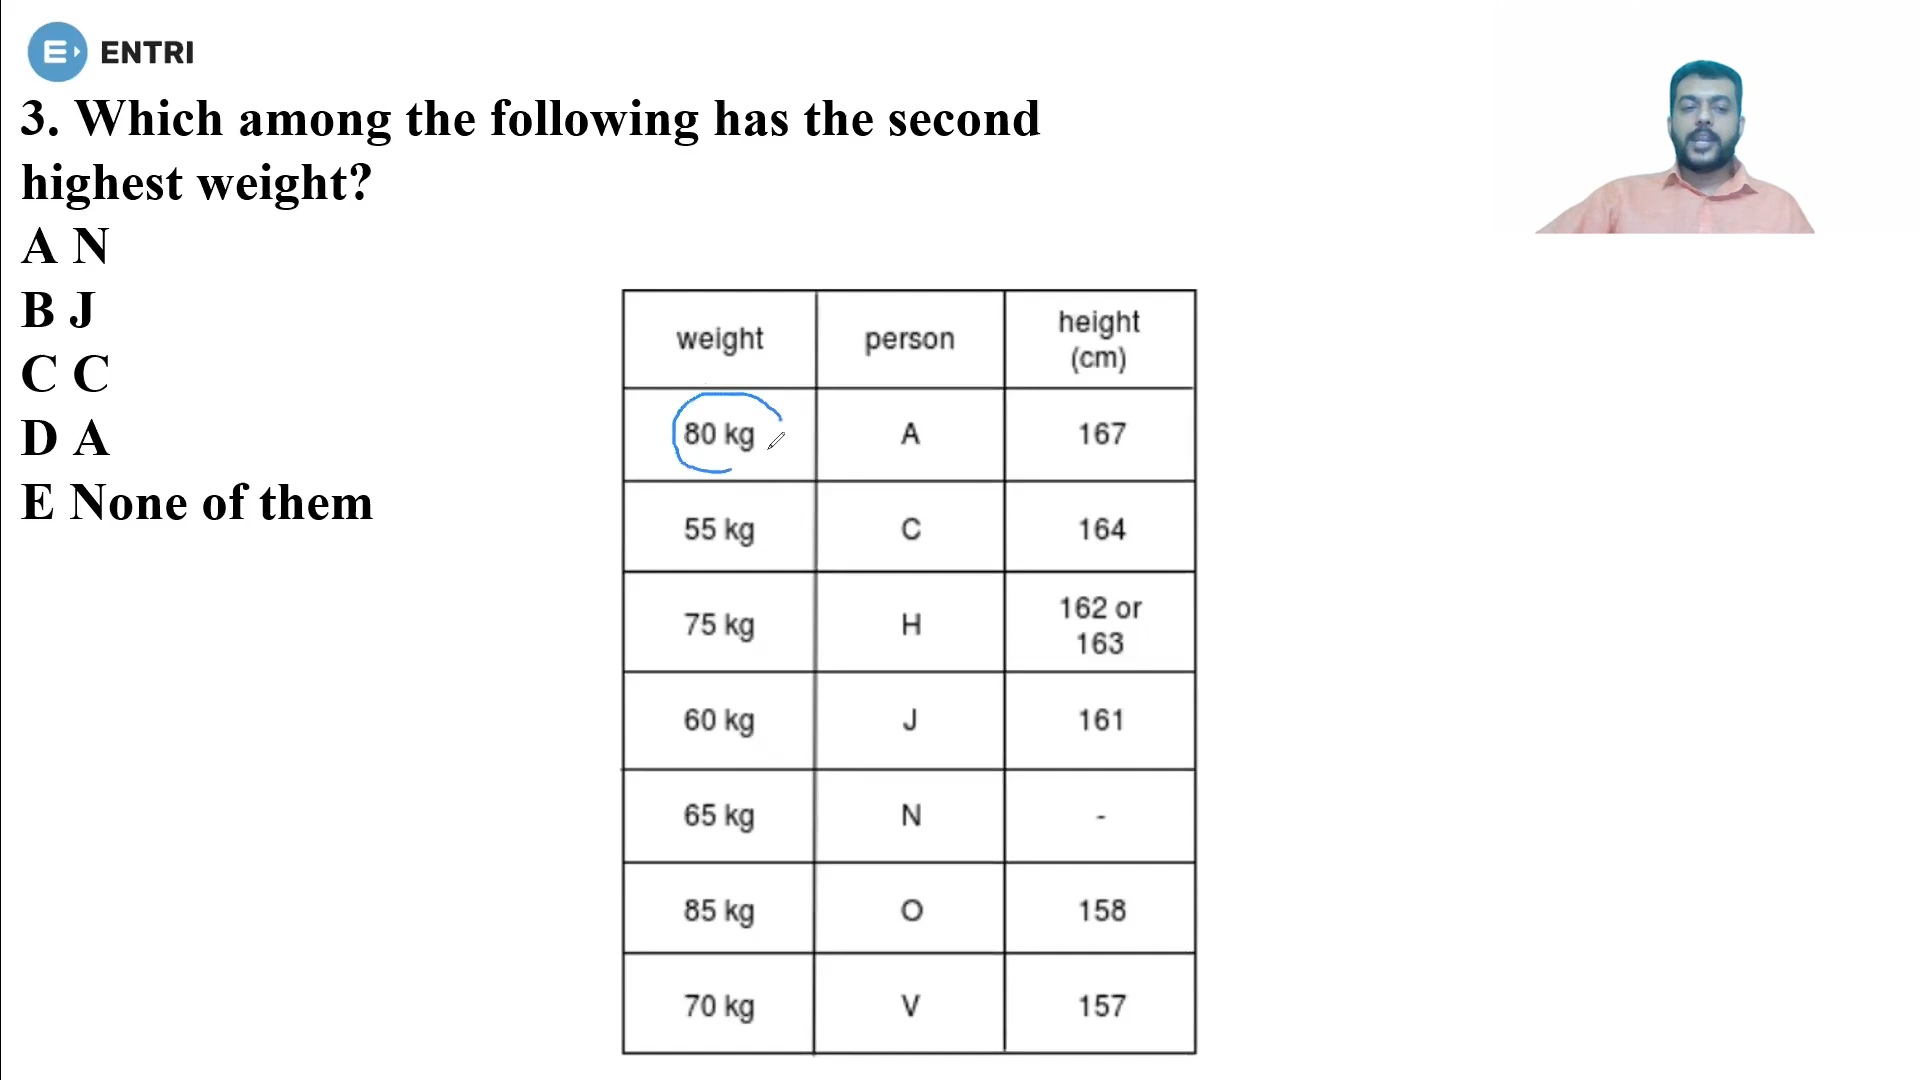 E ENTRI
3. Which among the following has the second
highest weight?
A N
B J
C C
D A
E None of them
weight person height (cm)
80 kg A 167
55 kg C 164
75 kg H 162 or 163
60 kg J 161
65 kg N -
85 kg O 158
70 kg V 157